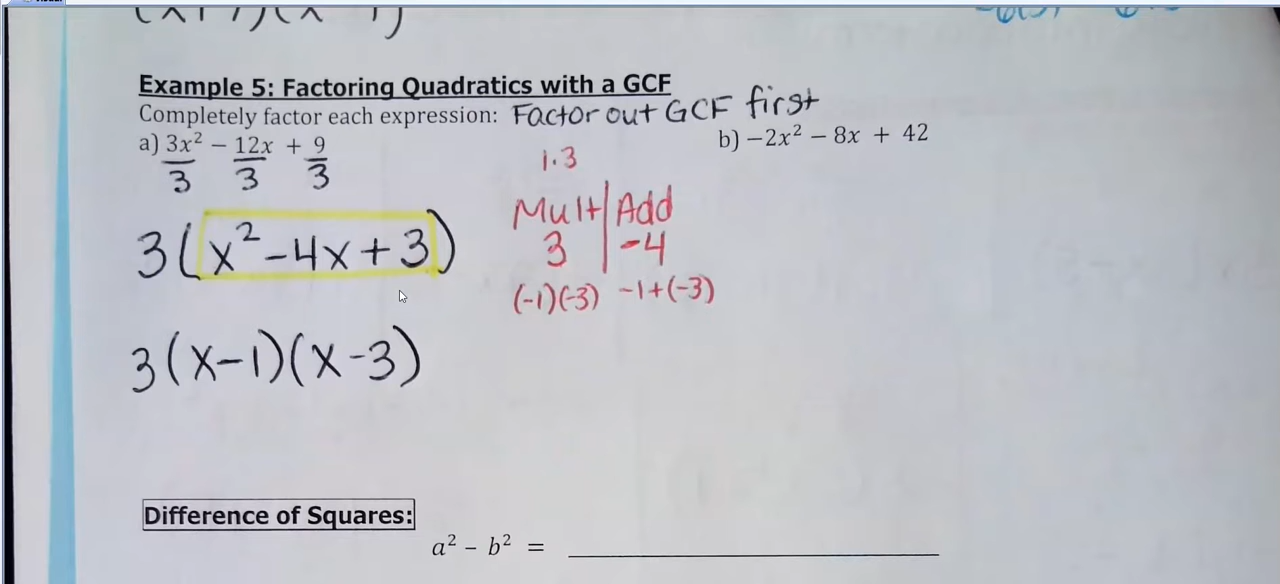 Example 5: Factoring Quadratics with a GCF
Completely factor each expression: Factor out GCF first
a) 3x² − 12x + 9
b) −2x² − 8x + 42
3 3 3
1·3
Mult Add
3(x²-4x+3)
3 -4
(-1)(-3) -1+(-3)
3(x-1)(x-3)
Difference of Squares:
a² − b² =